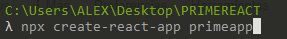 C:\Users\ALEX\Desktop\PRIMEREACT
λ npx create-react-app primeapp